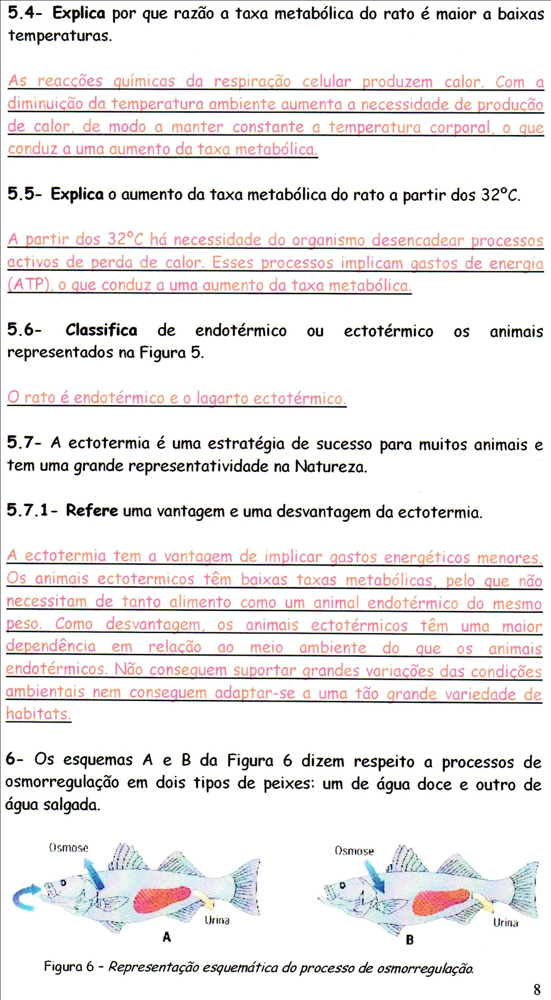 5.4- Explica por que razão a taxa metabólica do rato é maior a baixas
temperaturas.
As reacções químicas da respiração celular produzem calor. Com a
diminuição da temperatura ambiente aumenta a necessidade de produção
de calor, de modo a manter constante a temperatura corporal, o que
conduz a uma aumento da taxa metabólica.
5.5- Explica o aumento da taxa metabólica do rato a partir dos 32ºC.
A partir dos 32ºC há necessidade do organismo desencadear processos
activos de perda de calor. Esses processos implicam gastos de energia
(ATP), o que conduz a uma aumento da taxa metabólica.
5.6- Classifica de endotérmico ou ectotérmico os animais
representados na Figura 5.
O rato é endotérmico e o lagarto ectotérmico.
5.7- A ectotermia é uma estratégia de sucesso para muitos animais e
tem uma grande representatividade na Natureza.
5.7.1- Refere uma vantagem e uma desvantagem da ectotermia.
A ectotermia tem a vantagem de implicar gastos energéticos menores.
Os animais ectotermicos têm baixas taxas metabólicas, pelo que não
necessitam de tanto alimento como um animal endotérmico do mesmo
peso. Como desvantagem, os animais ectotérmicos têm uma maior
dependência em relação ao meio ambiente do que os animais
endotérmicos. Não conseguem suportar grandes variações das condições
ambientais nem conseguem adaptar-se a uma tão grande variedade de
habitats.
6- Os esquemas A e B da Figura 6 dizem respeito a processos de
osmorregulação em dois tipos de peixes: um de água doce e outro de
água salgada.
Osmose
Urina
A
Osmose
Urina
B
Figura 6 - Representação esquemática do processo de osmorregulação.
8